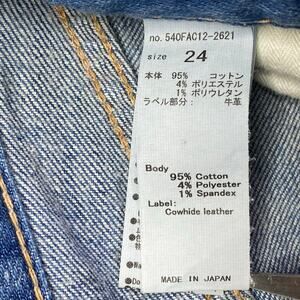 no. 540FAC12-2621
size 24
本体 95% コットン
4% ポリエステル
1% ポリウレタン
ラベル部分: 牛革
Body
95% Cotton
4% Polyester
1% Spandex
Label:
Cowhide leather
MADE IN JAPAN